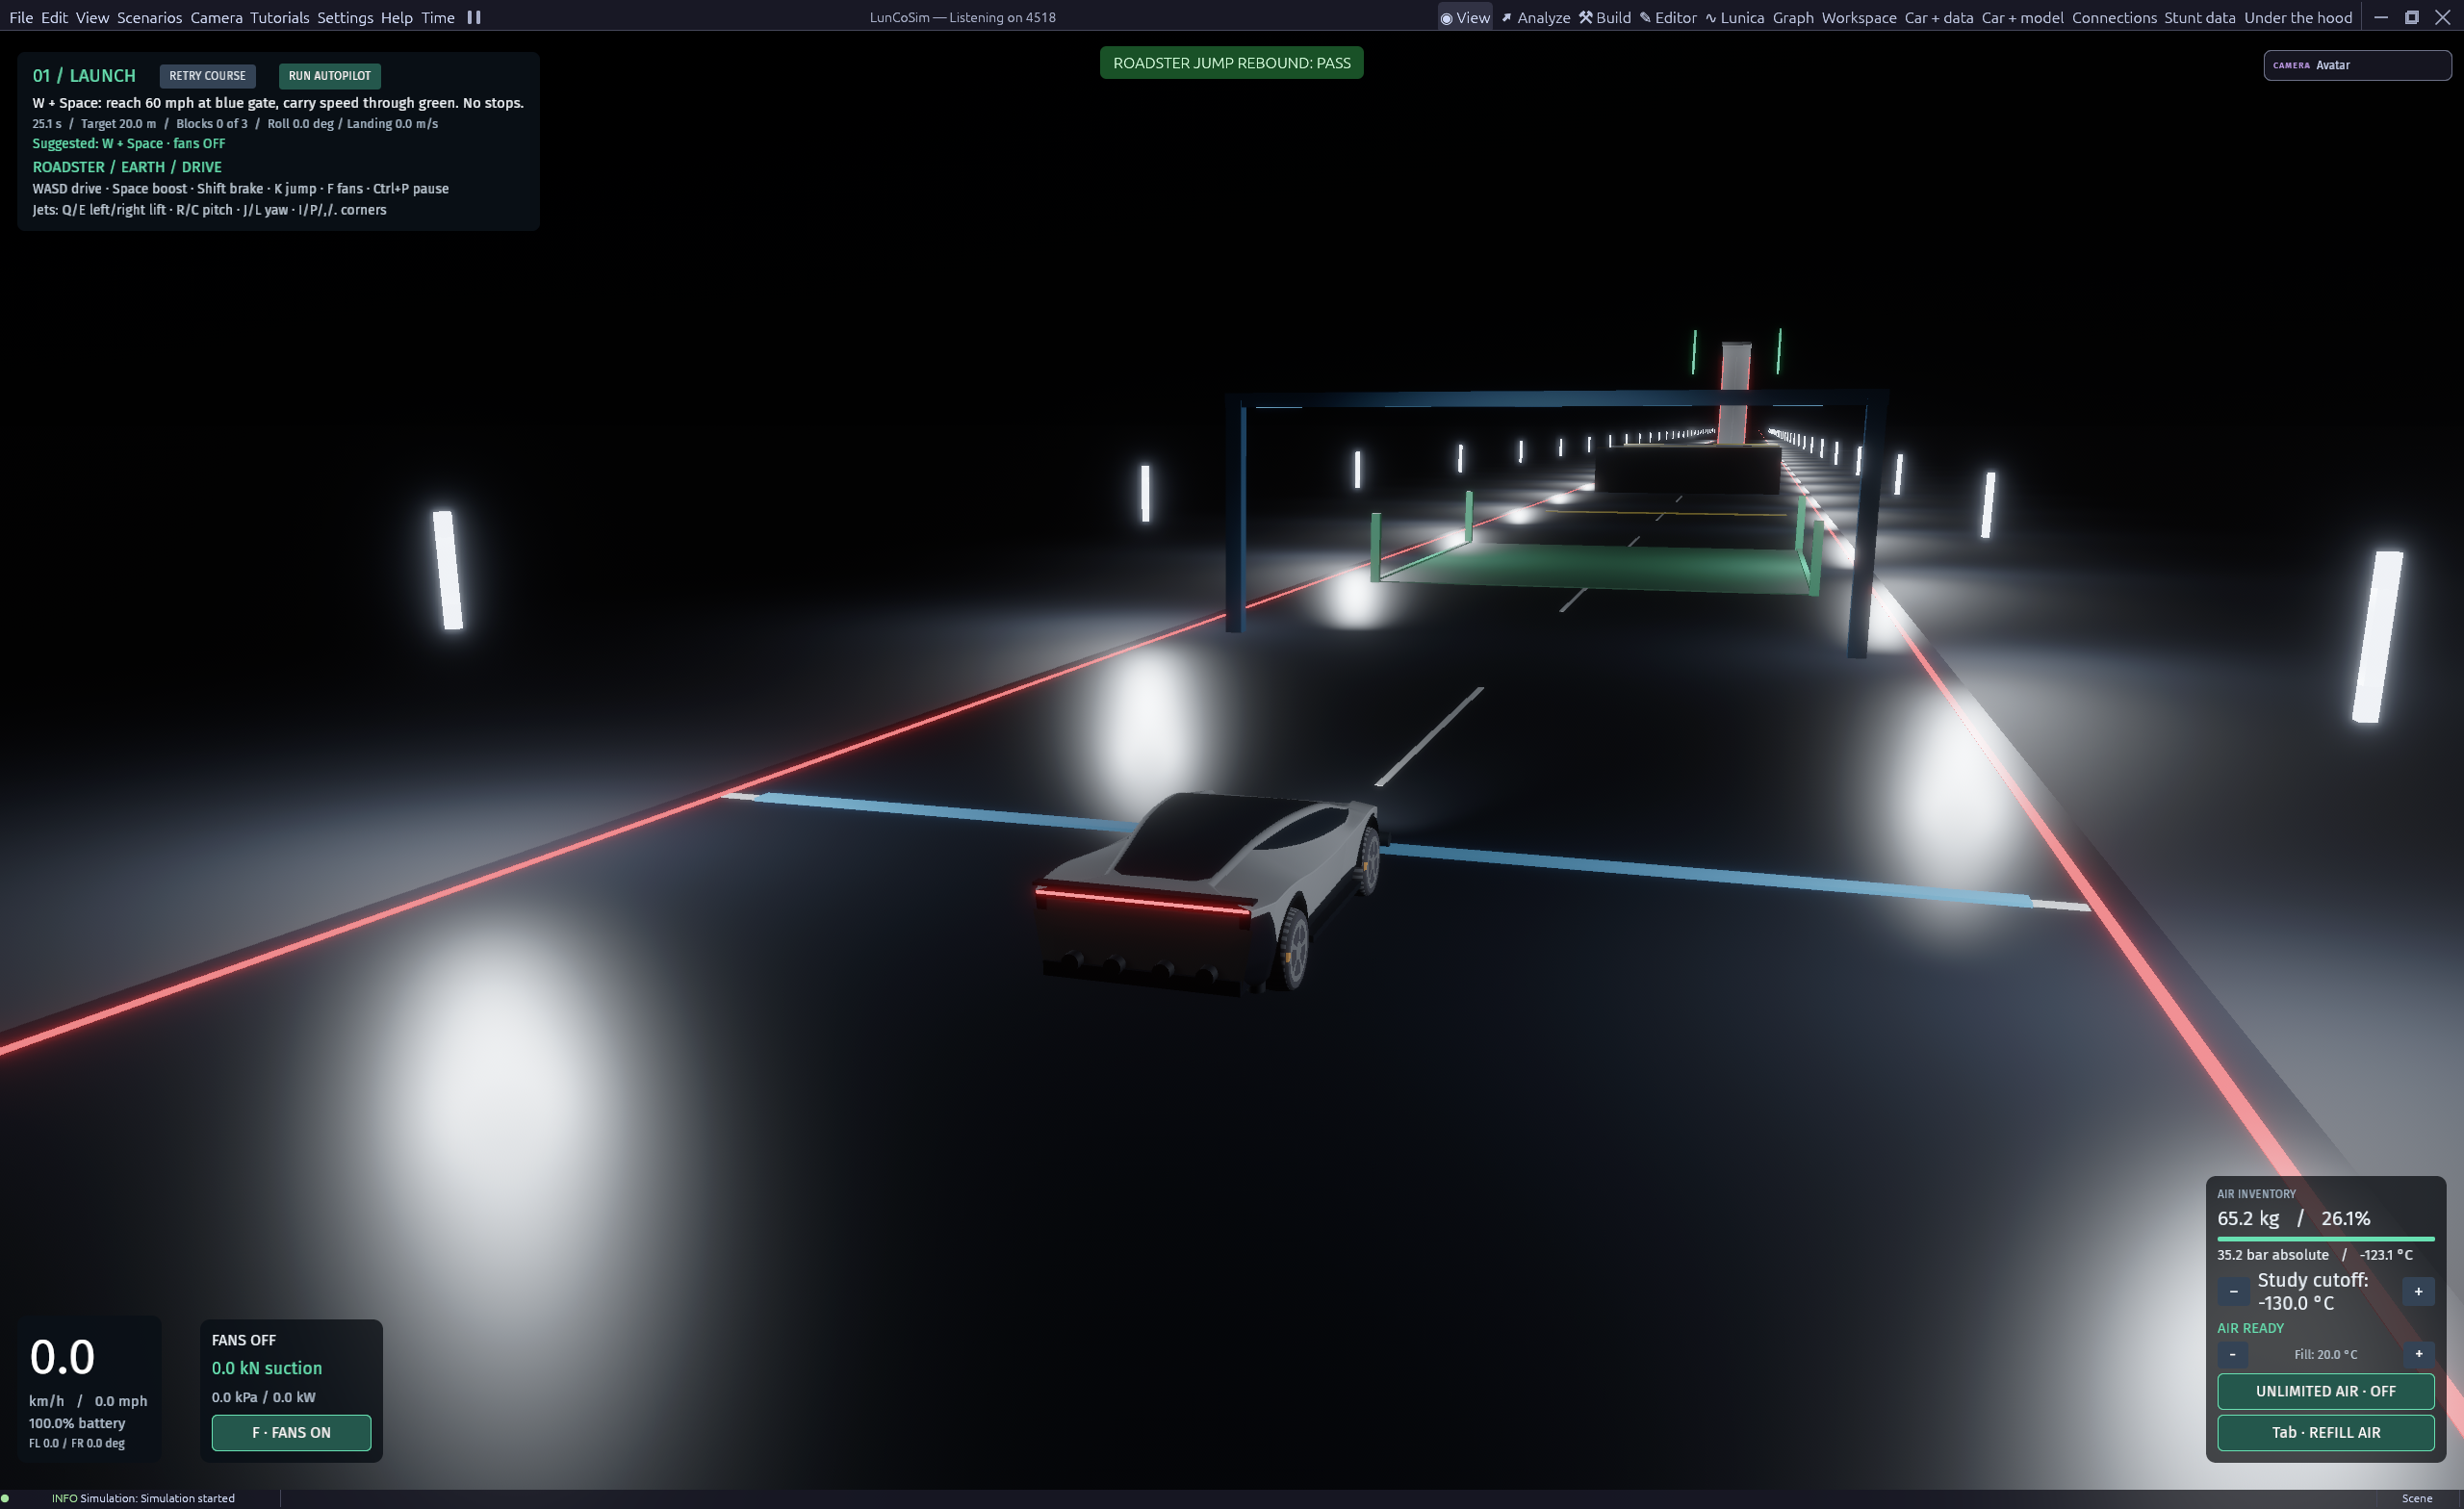 File Edit View Scenarios Camera Tutorials Settings Help Time
LunCoSim — Listening on 4518
View Analyze Build Editor Lunica Graph Workspace Car + data Car + model Connections Stunt data Under the hood
01 / LAUNCH RETRY COURSE RUN AUTOPILOT
W + Space: reach 60 mph at blue gate, carry speed through green. No stops.
25.1 s / Target 20.0 m / Blocks 0 of 3 / Roll 0.0 deg / Landing 0.0 m/s
Suggested: W + Space · fans OFF
ROADSTER / EARTH / DRIVE
WASD drive · Space boost · Shift brake · K jump · F fans · Ctrl+P pause
Jets: Q/E left/right lift · R/C pitch · J/L yaw · I/P/,/. corners
ROADSTER JUMP REBOUND: PASS
CAMERA Avatar
0.0
km/h / 0.0 mph
100.0% battery
FL 0.0 / FR 0.0 deg
FANS OFF
0.0 kN suction
0.0 kPa / 0.0 kW
F · FANS ON
AIR INVENTORY
65.2 kg / 26.1%
35.2 bar absolute / -123.1 °C
− Study cutoff: +
-130.0 °C
AIR READY
- Fill: 20.0 °C +
UNLIMITED AIR · OFF
Tab · REFILL AIR
INFO Simulation: Simulation started
Scene